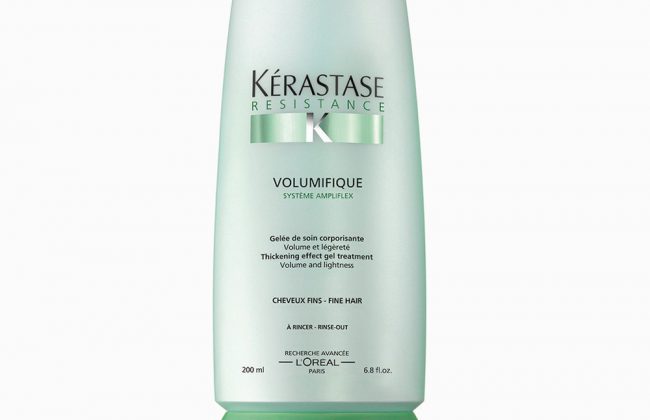 KÉRASTASE
RESISTANCE
K
VOLUMIFIQUE
SYSTÈME AMPLIFLEX
Gelée de soin corporisante
Volume et légèreté
Thickening effect gel treatment
Volume and lightness
CHEVEUX FINS - FINE HAIR
À RINCER - RINSE-OUT
RECHERCHE AVANCÉE
L'ORÉAL
200 ml PARIS 6.8 fl.oz.